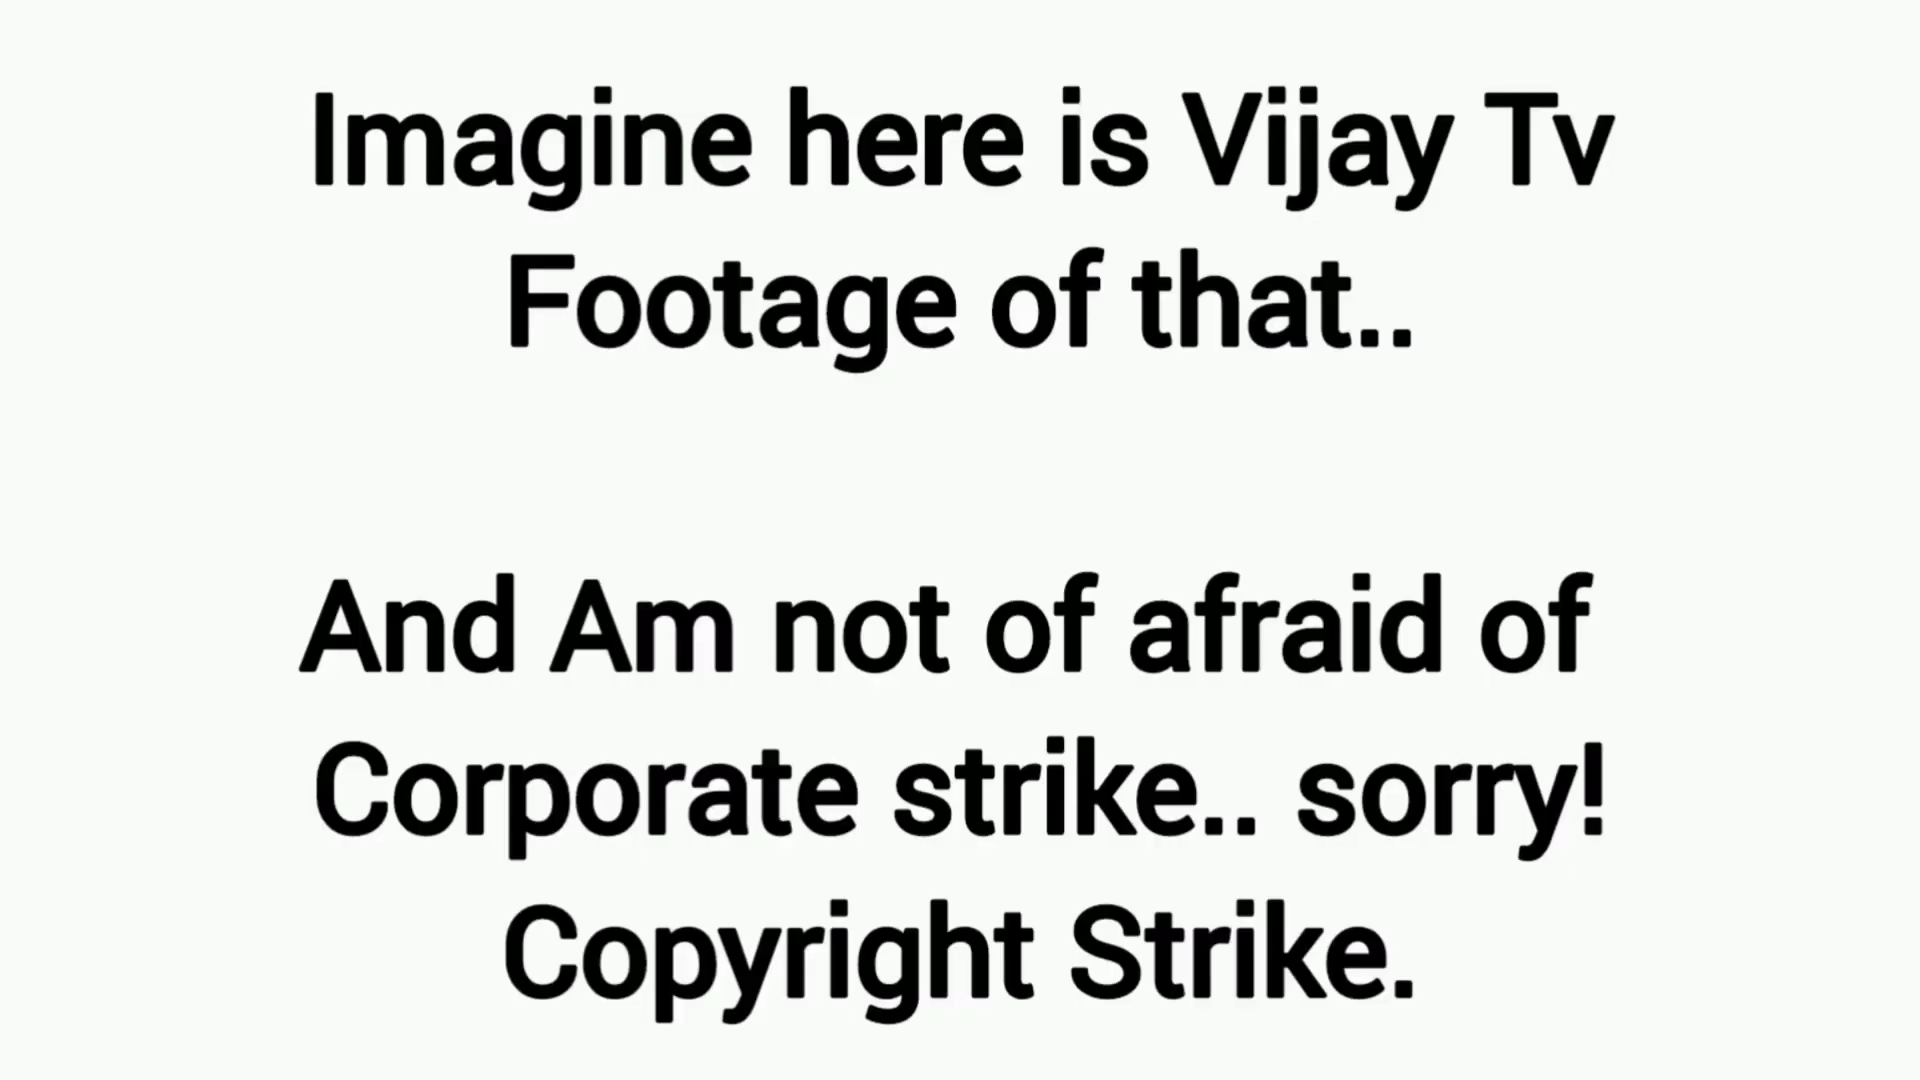 Imagine here is Vijay Tv
Footage of that..
And Am not of afraid of
Corporate strike.. sorry!
Copyright Strike.